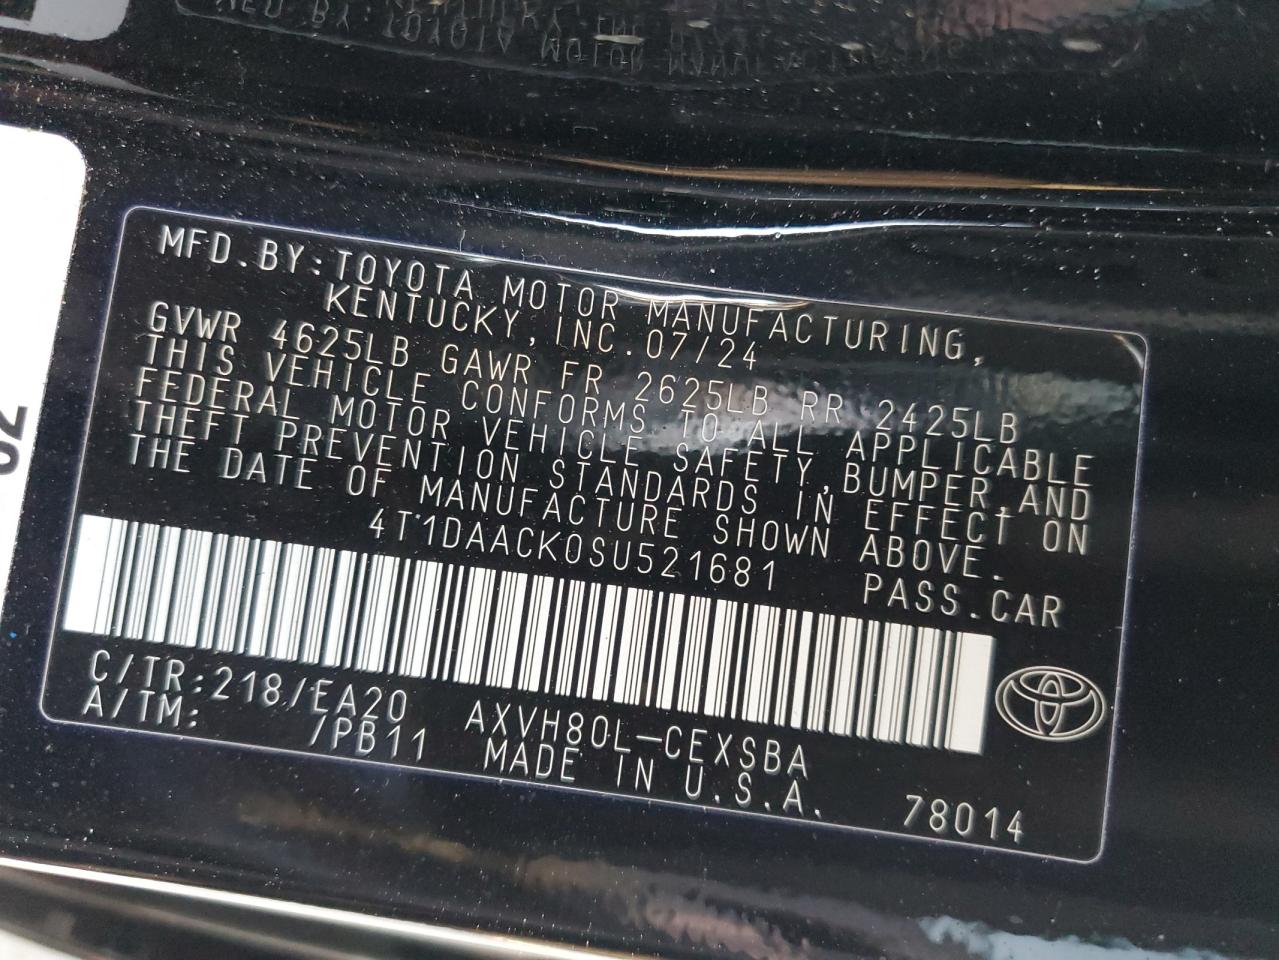 MFD.BY:TOYOTA MOTOR MANUFACTURING,
KENTUCKY,INC.07/24
GVWR 4625LB GAWR FR 2625LB RR 2425LB
THIS VEHICLE CONFORMS TO ALL APPLICABLE
FEDERAL MOTOR VEHICLE SAFETY,BUMPER,AND
THEFT PREVENTION STANDARDS IN EFFECT ON
THE DATE OF MANUFACTURE SHOWN ABOVE.
4T1DAACK0SU521681 PASS.CAR
C/TR:218/EA20 AXVH80L-CEXSBA
A/TM: /PB11 MADE IN U.S.A. 78014